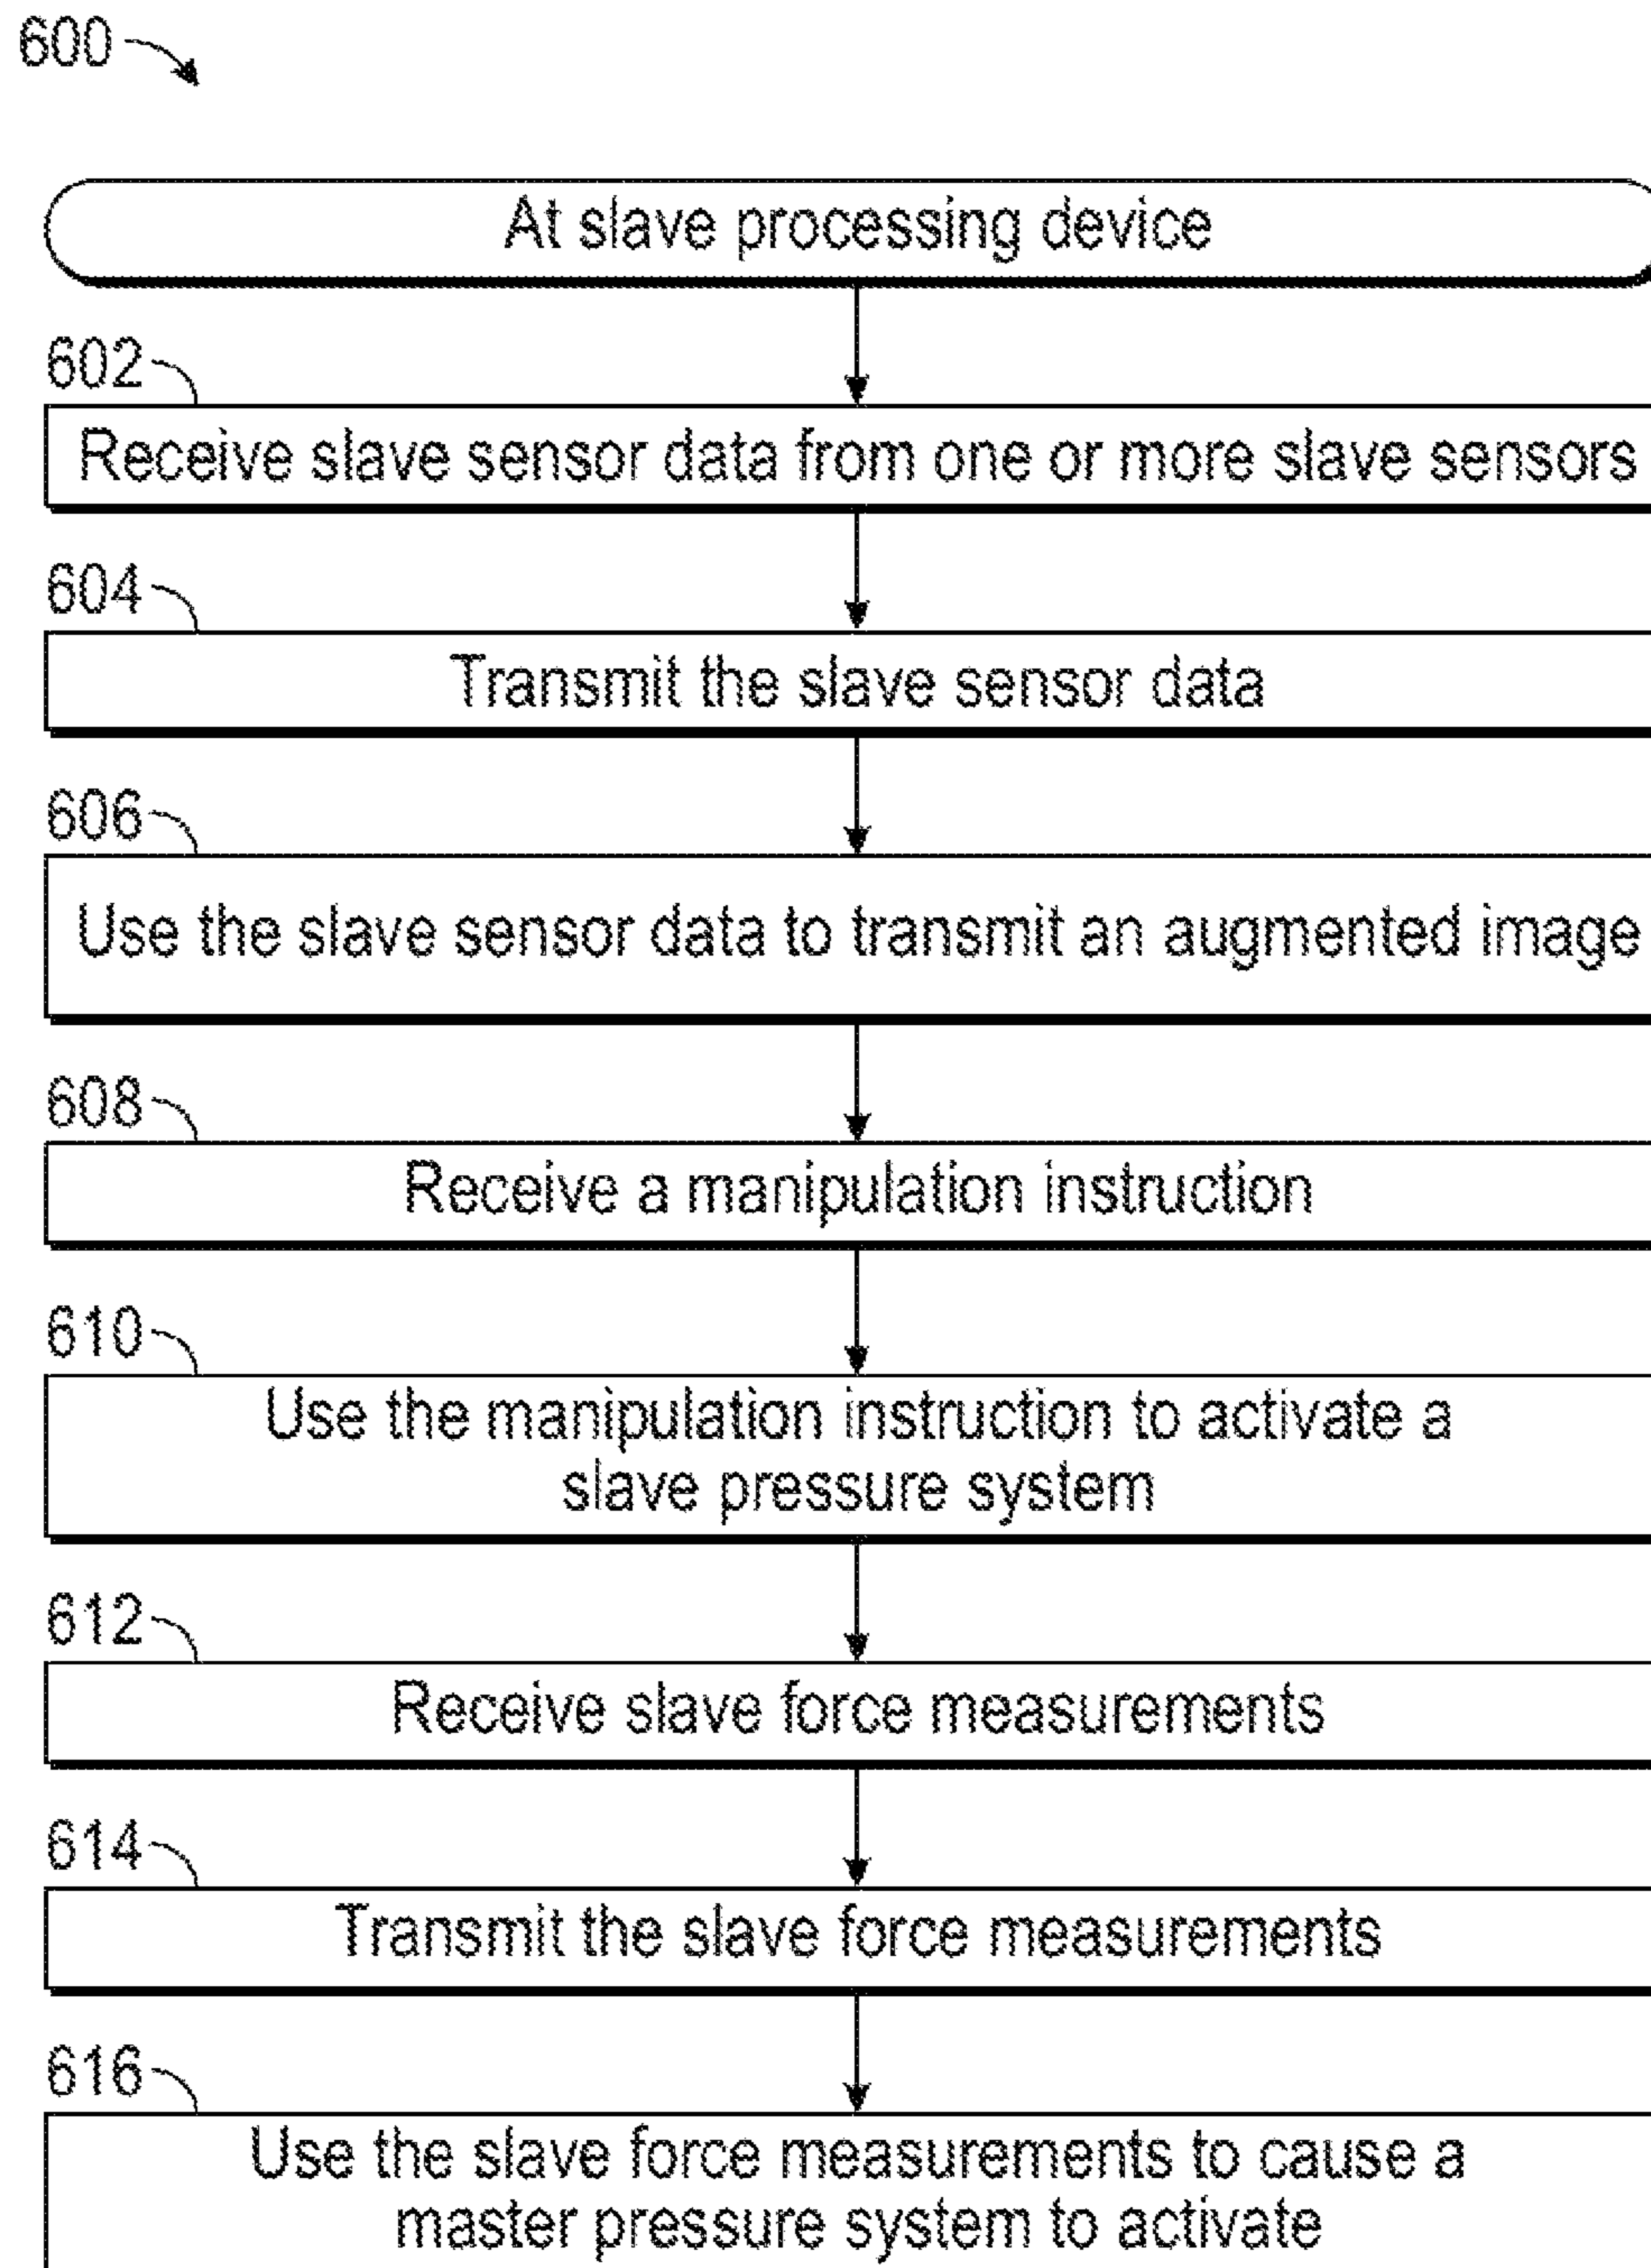 600
At slave processing device
602
Receive slave sensor data from one or more slave sensors
604
Transmit the slave sensor data
606
Use the slave sensor data to transmit an augmented image
608
Receive a manipulation instruction
610
Use the manipulation instruction to activate a
slave pressure system
612
Receive slave force measurements
614
Transmit the slave force measurements
616
Use the slave force measurements to cause a
master pressure system to activate